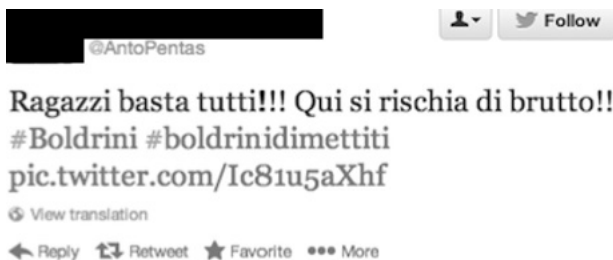 Follow
@AntoPentas
Ragazzi basta tutti!!! Qui si rischia di brutto!!
#Boldrini #boldrinidimettiti
pic.twitter.com/Ic81u5aXhf
View translation
Reply Retweet Favorite More